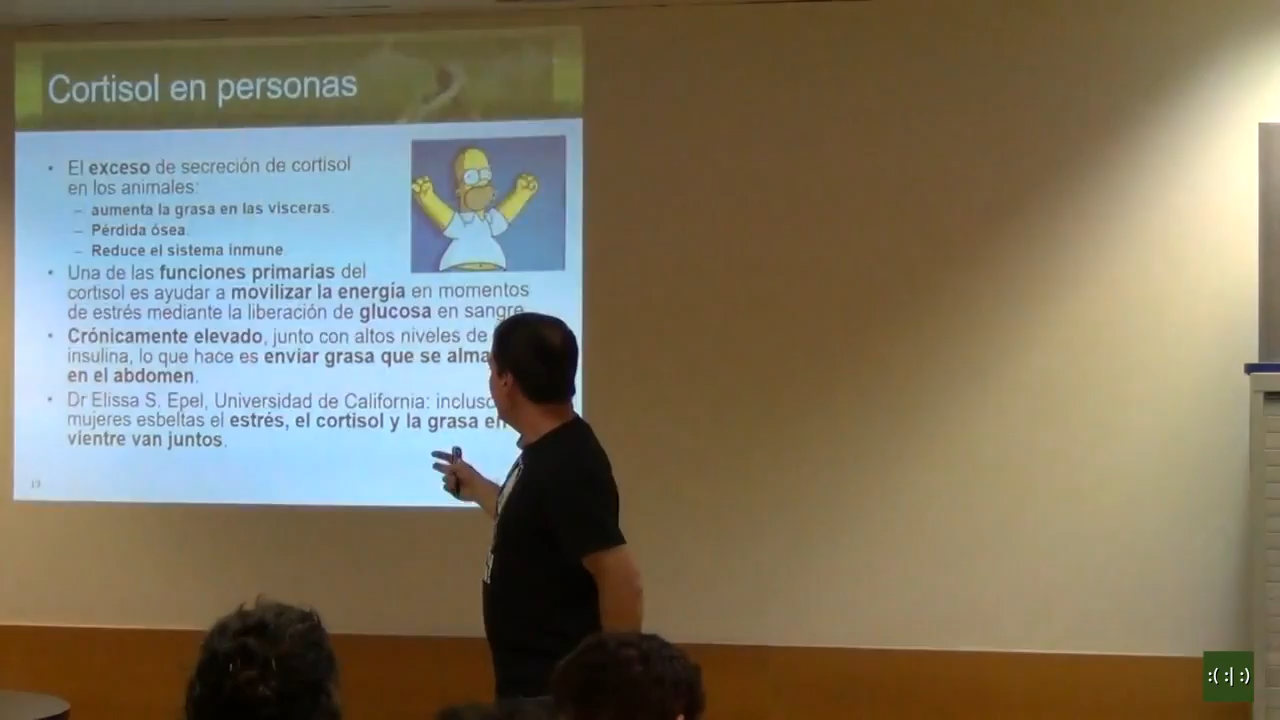 Cortisol en personas
• El exceso de secreción de cortisol
en los animales:
– aumenta la grasa en las vísceras.
– Pérdida ósea.
– Reduce el sistema inmune
• Una de las funciones primarias del
cortisol es ayudar a movilizar la energía en momentos
de estrés mediante la liberación de glucosa en sangre
• Crónicamente elevado, junto con altos niveles de
insulina, lo que hace es enviar grasa que se alma
en el abdomen.
• Dr Elissa S. Epel, Universidad de California: incluso
mujeres esbeltas el estrés, el cortisol y la grasa en
vientre van juntos.
:( :| :)